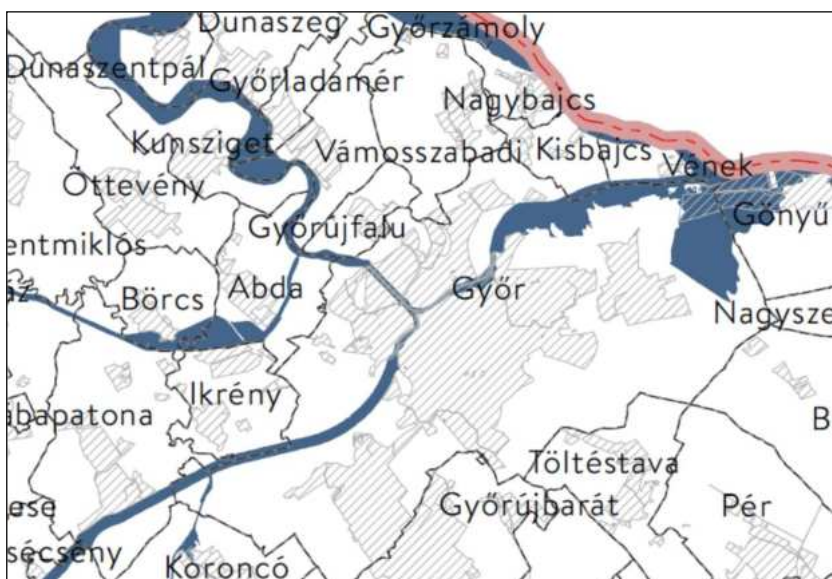 Dunaszeg
Győrzámoly
Dunaszentpál
Győrladamér
Nagybajcs
Kunsziget
Vámosszabadi
Kisbajcs
Vének
Öttevény
Gönyű
Győrújfalu
entmiklós
Börcs
Abda
Győr
Nagysze
Ikrény
ábapatona
B
Töltéstava
Győrújbarát
Pér
ese
sécsény
Koroncó